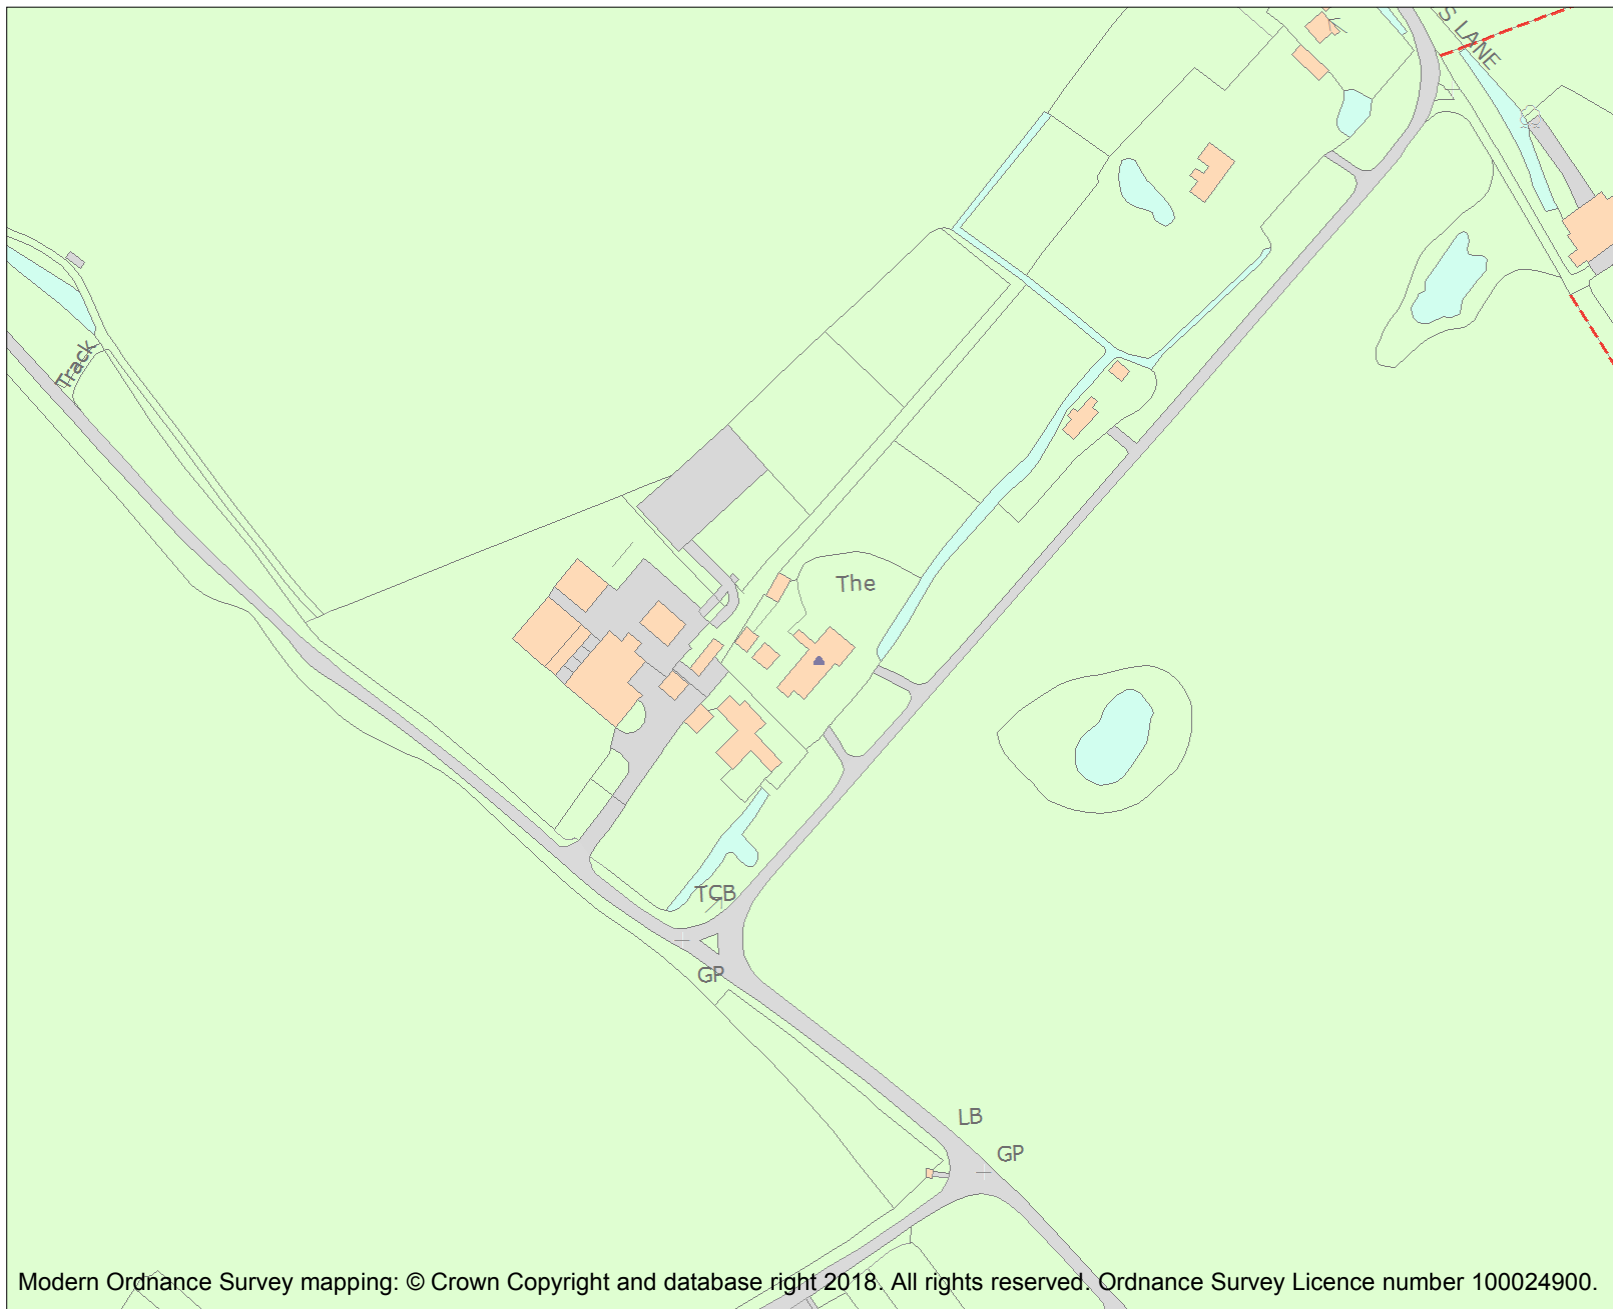 S LANE
Track
The
TCB
GP
LB
GP
Modern Ordnance Survey mapping: © Crown Copyright and database right 2018. All rights reserved. Ordnance Survey Licence number 100024900.